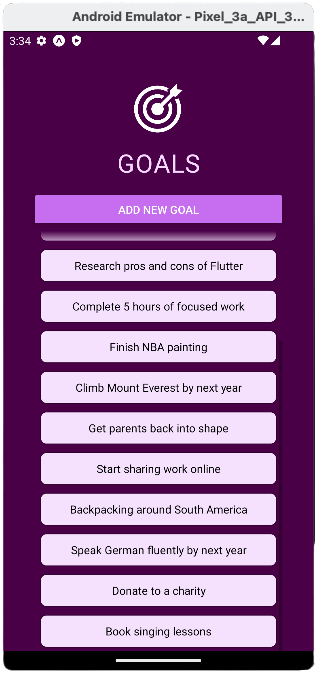 Android Emulator - Pixel_3a_API_3...
3:34
GOALS
ADD NEW GOAL
Research pros and cons of Flutter
Complete 5 hours of focused work
Finish NBA painting
Climb Mount Everest by next year
Get parents back into shape
Start sharing work online
Backpacking around South America
Speak German fluently by next year
Donate to a charity
Book singing lessons